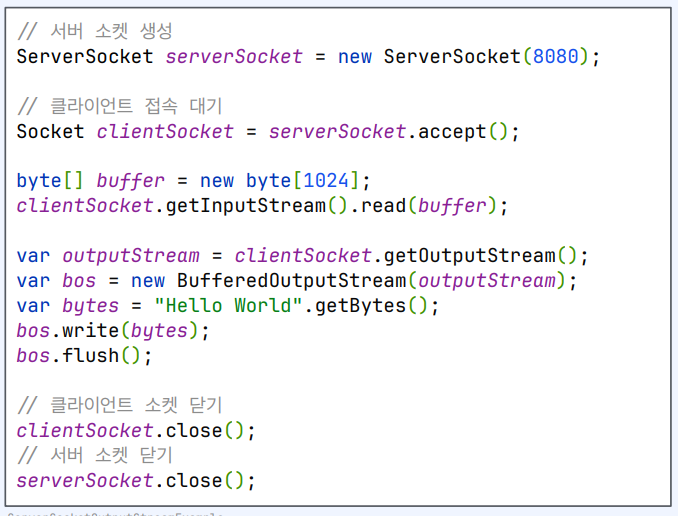 // 서버 소켓 생성
ServerSocket serverSocket = new ServerSocket(8080);
// 클라이언트 접속 대기
Socket clientSocket = serverSocket.accept();
byte[] buffer = new byte[1024];
clientSocket.getInputStream().read(buffer);
var outputStream = clientSocket.getOutputStream();
var bos = new BufferedOutputStream(outputStream);
var bytes = "Hello World".getBytes();
bos.write(bytes);
bos.flush();
// 클라이언트 소켓 닫기
clientSocket.close();
// 서버 소켓 닫기
serverSocket.close();